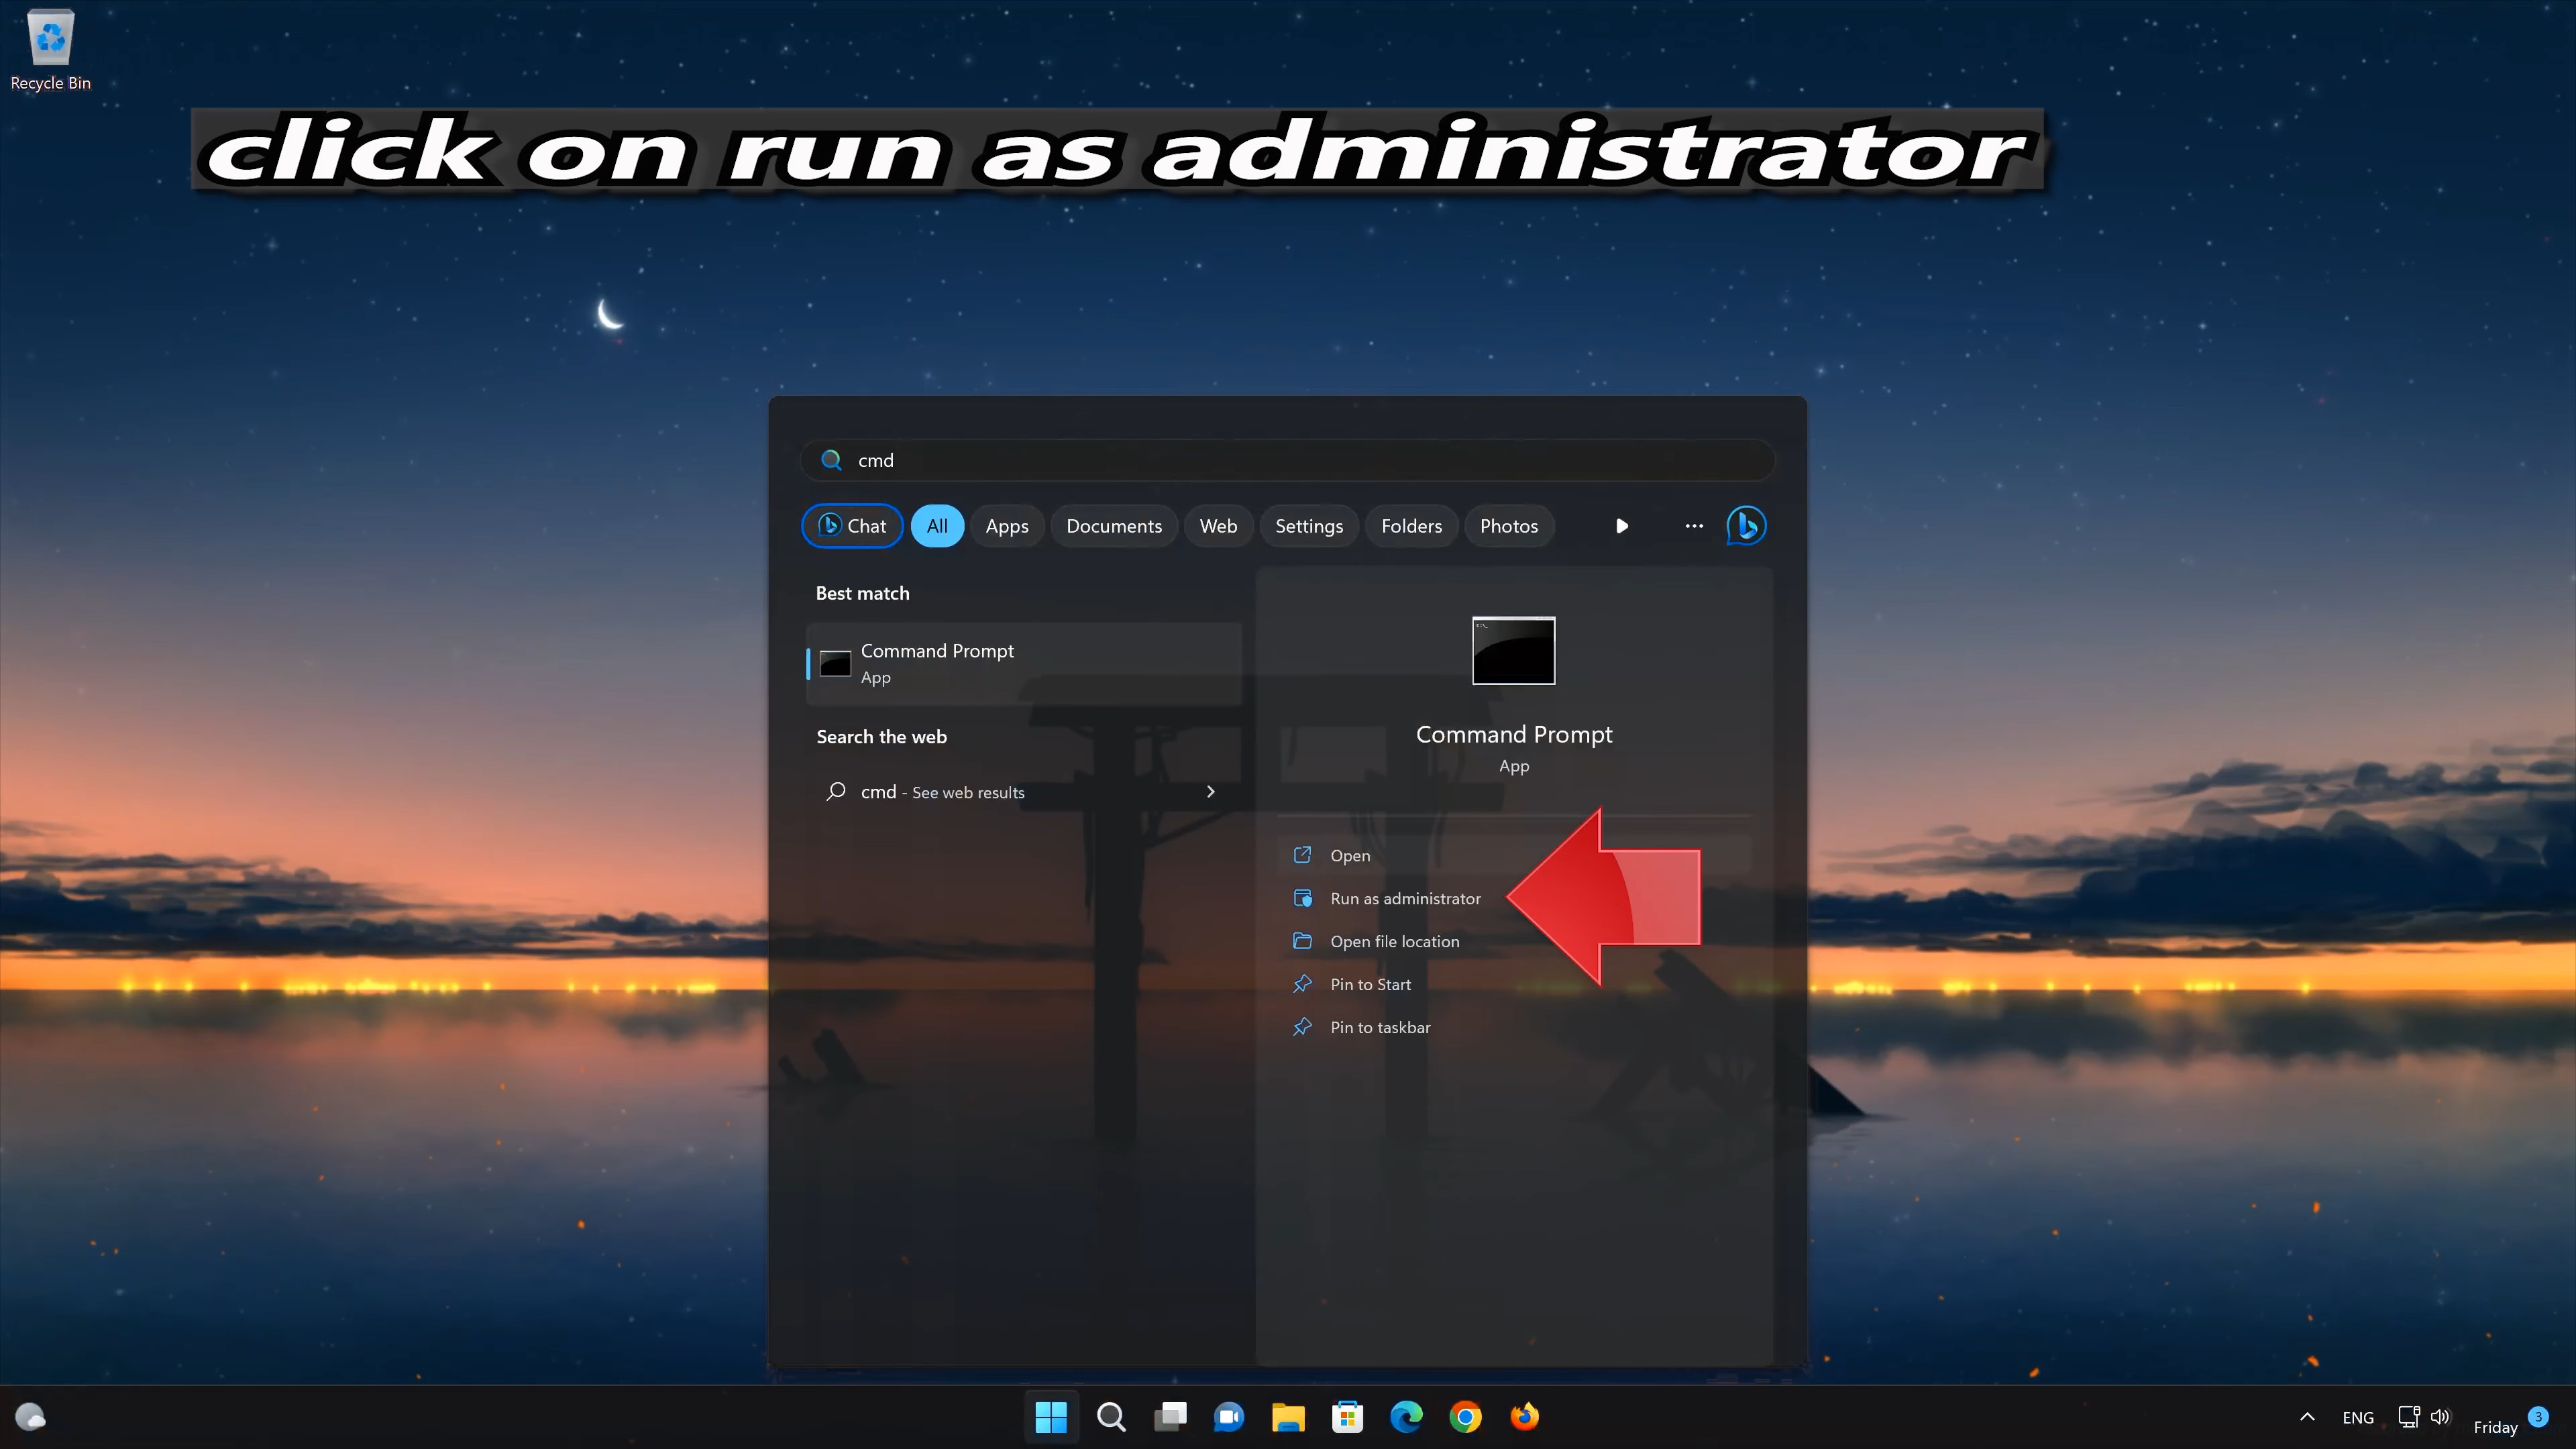 Recycle Bin
click on run as administrator
cmd
Chat All Apps Documents Web Settings Folders Photos
Best match
Command Prompt
App
Search the web
cmd - See web results
Command Prompt
App
Open
Run as administrator
Open file location
Pin to Start
Pin to taskbar
ENG
Friday
3